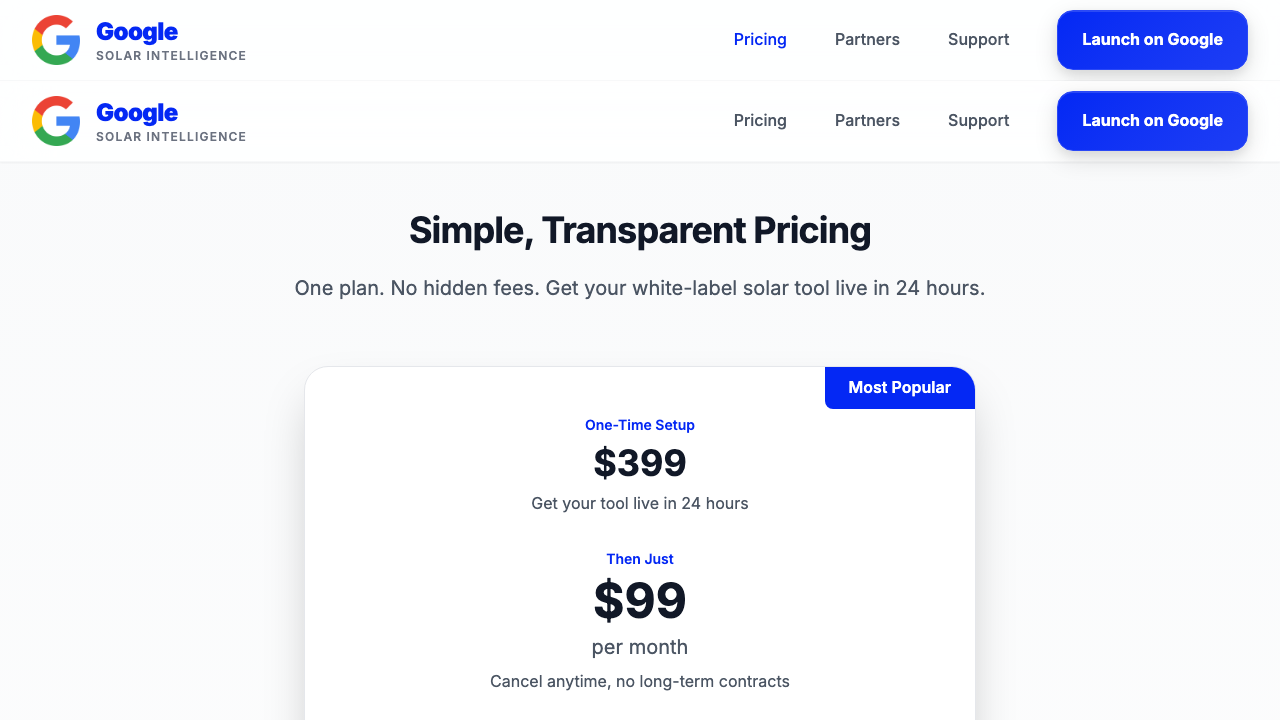 Google
SOLAR INTELLIGENCE
Pricing
Partners
Support
Launch on Google
Google
SOLAR INTELLIGENCE
Pricing
Partners
Support
Launch on Google
Simple, Transparent Pricing
One plan. No hidden fees. Get your white-label solar tool live in 24 hours.
Most Popular
One-Time Setup
$399
Get your tool live in 24 hours
Then Just
$99
per month
Cancel anytime, no long-term contracts